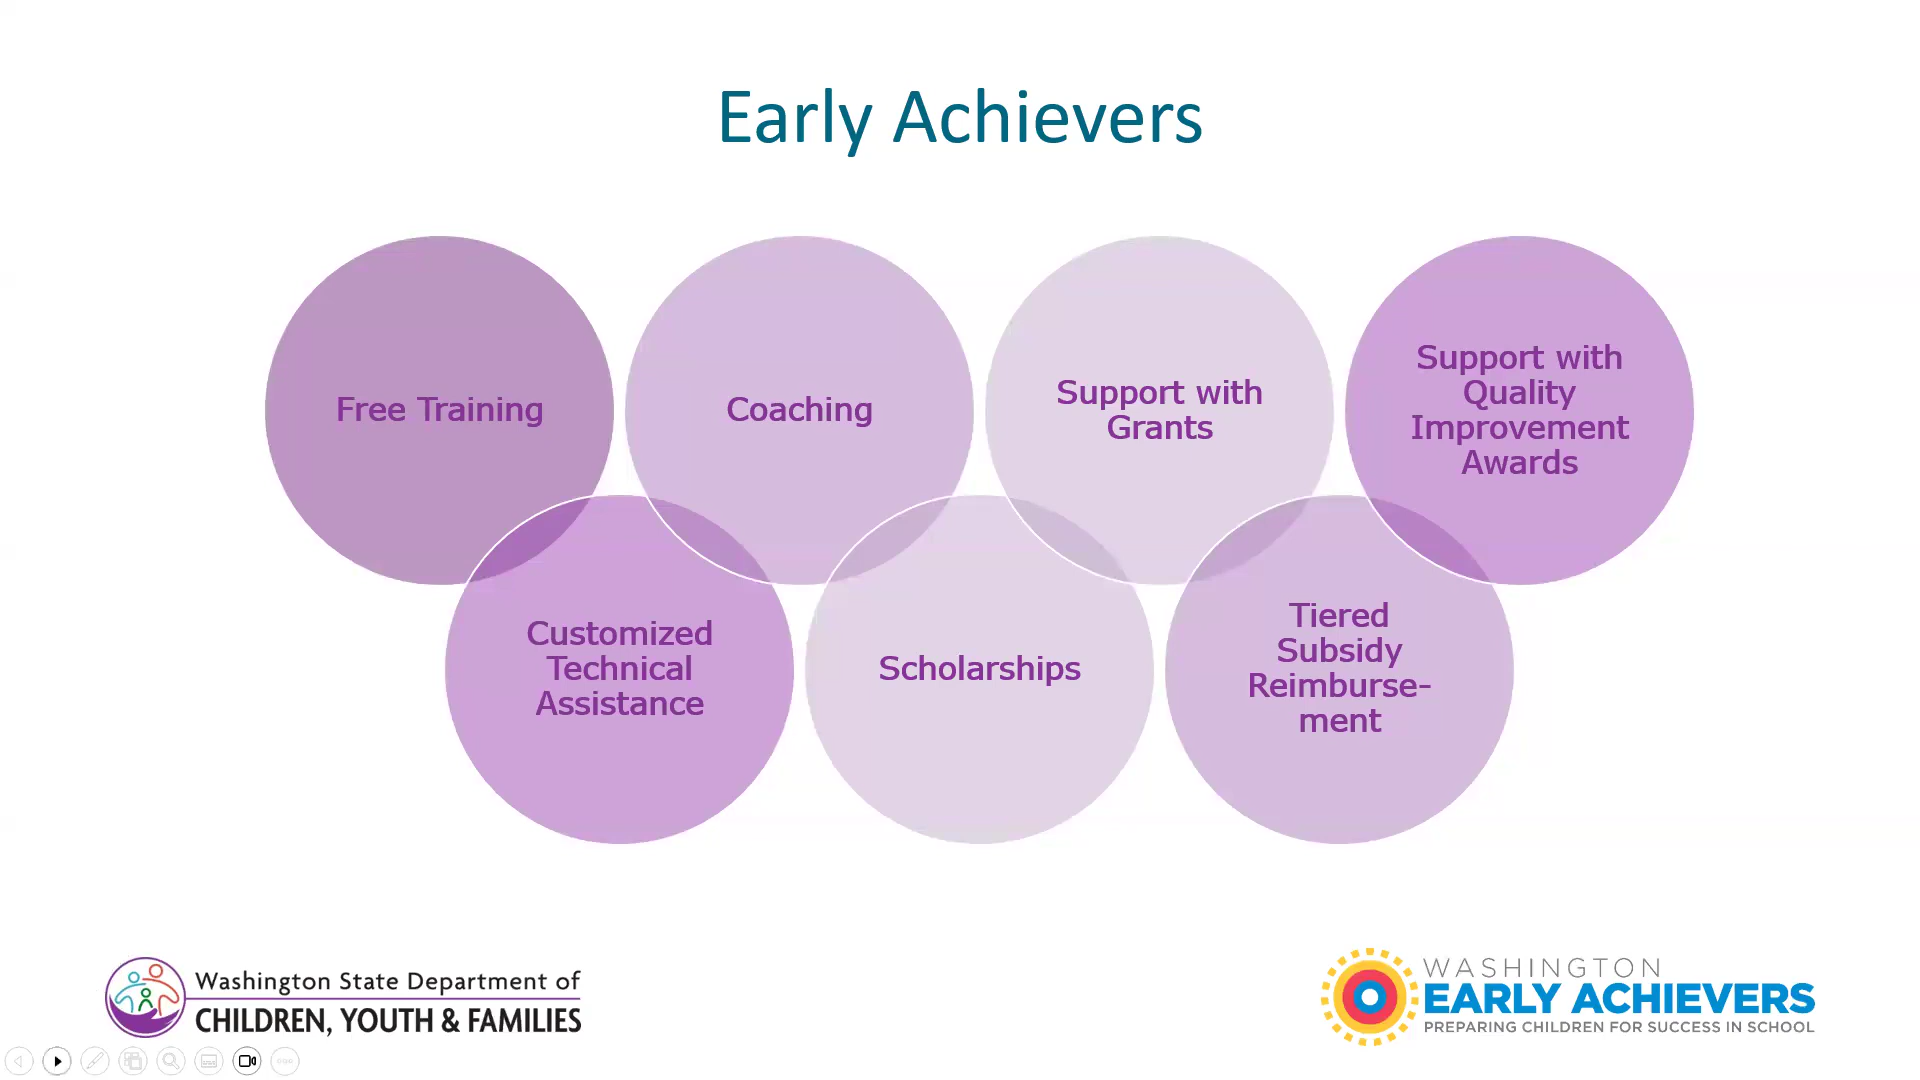 Early Achievers
Free Training
Coaching
Support with
Grants
Support with
Quality
Improvement
Awards
Customized
Technical
Assistance
Scholarships
Tiered
Subsidy
Reimburse-
ment
Washington State Department of
CHILDREN, YOUTH & FAMILIES
WASHINGTON
EARLY ACHIEVERS
PREPARING CHILDREN FOR SUCCESS IN SCHOOL